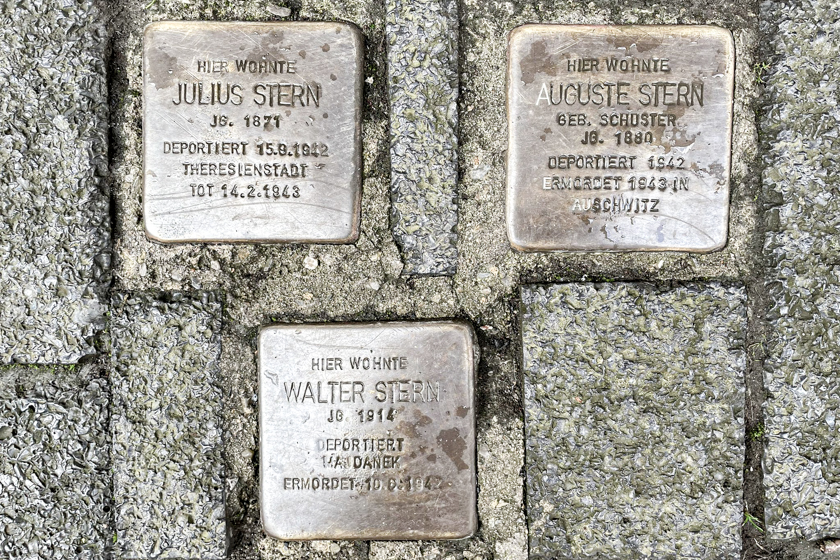 HIER WOHNTE
JULIUS STERN
JG. 1871
DEPORTIERT 15.9.1942
THERESIENSTADT
TOT 14.2.1943
HIER WOHNTE
AUGUSTE STERN
GEB. SCHUSTER
JG. 1880
DEPORTIERT 1942
ERMORDET 1943 IN
AUSCHWITZ
HIER WOHNTE
WALTER STERN
JG. 1914
DEPORTIERT
MAJDANEK
ERMORDET